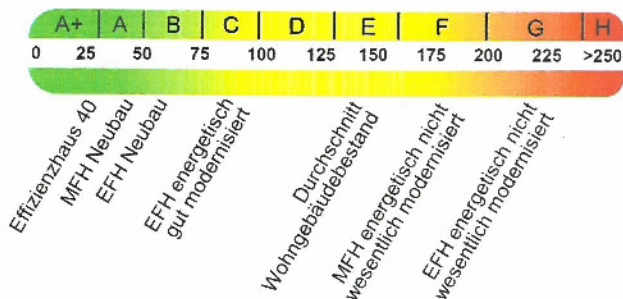 A+ A B C D E F G H
0 25 50 75 100 125 150 175 200 225 >250
Effizienzhaus 40
MFH Neubau
EFH Neubau
EFH energetisch
gut modernisiert
Durchschnitt
Wohngebäudebestand
MFH energetisch nicht
wesentlich modernisiert
EFH energetisch nicht
wesentlich modernisiert